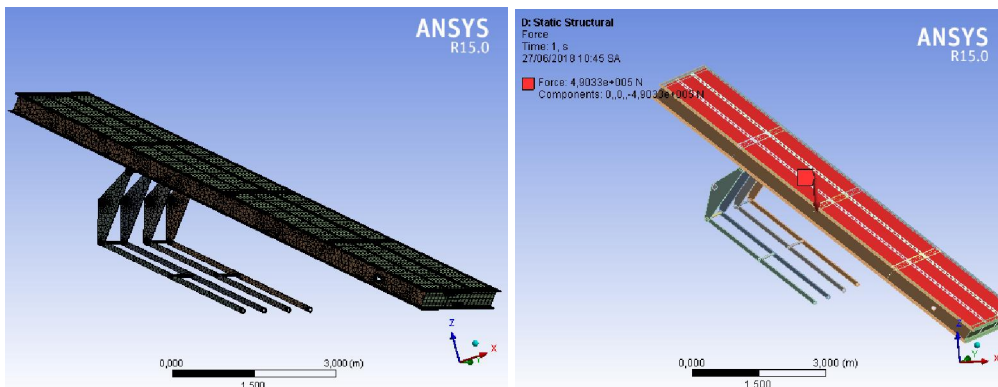 ANSYS
R15.0
Z
X
0,000
3,000 (m)
1,500
D: Static Structural
Force
Time: 1, s
27/06/2018 10:45 SA
Force: 4,9033e+005 N
Components: 0,,0,,-4,9033e+005 N
ANSYS
R15.0
Z
Y
X
0,000
3,000 (m)
1,500